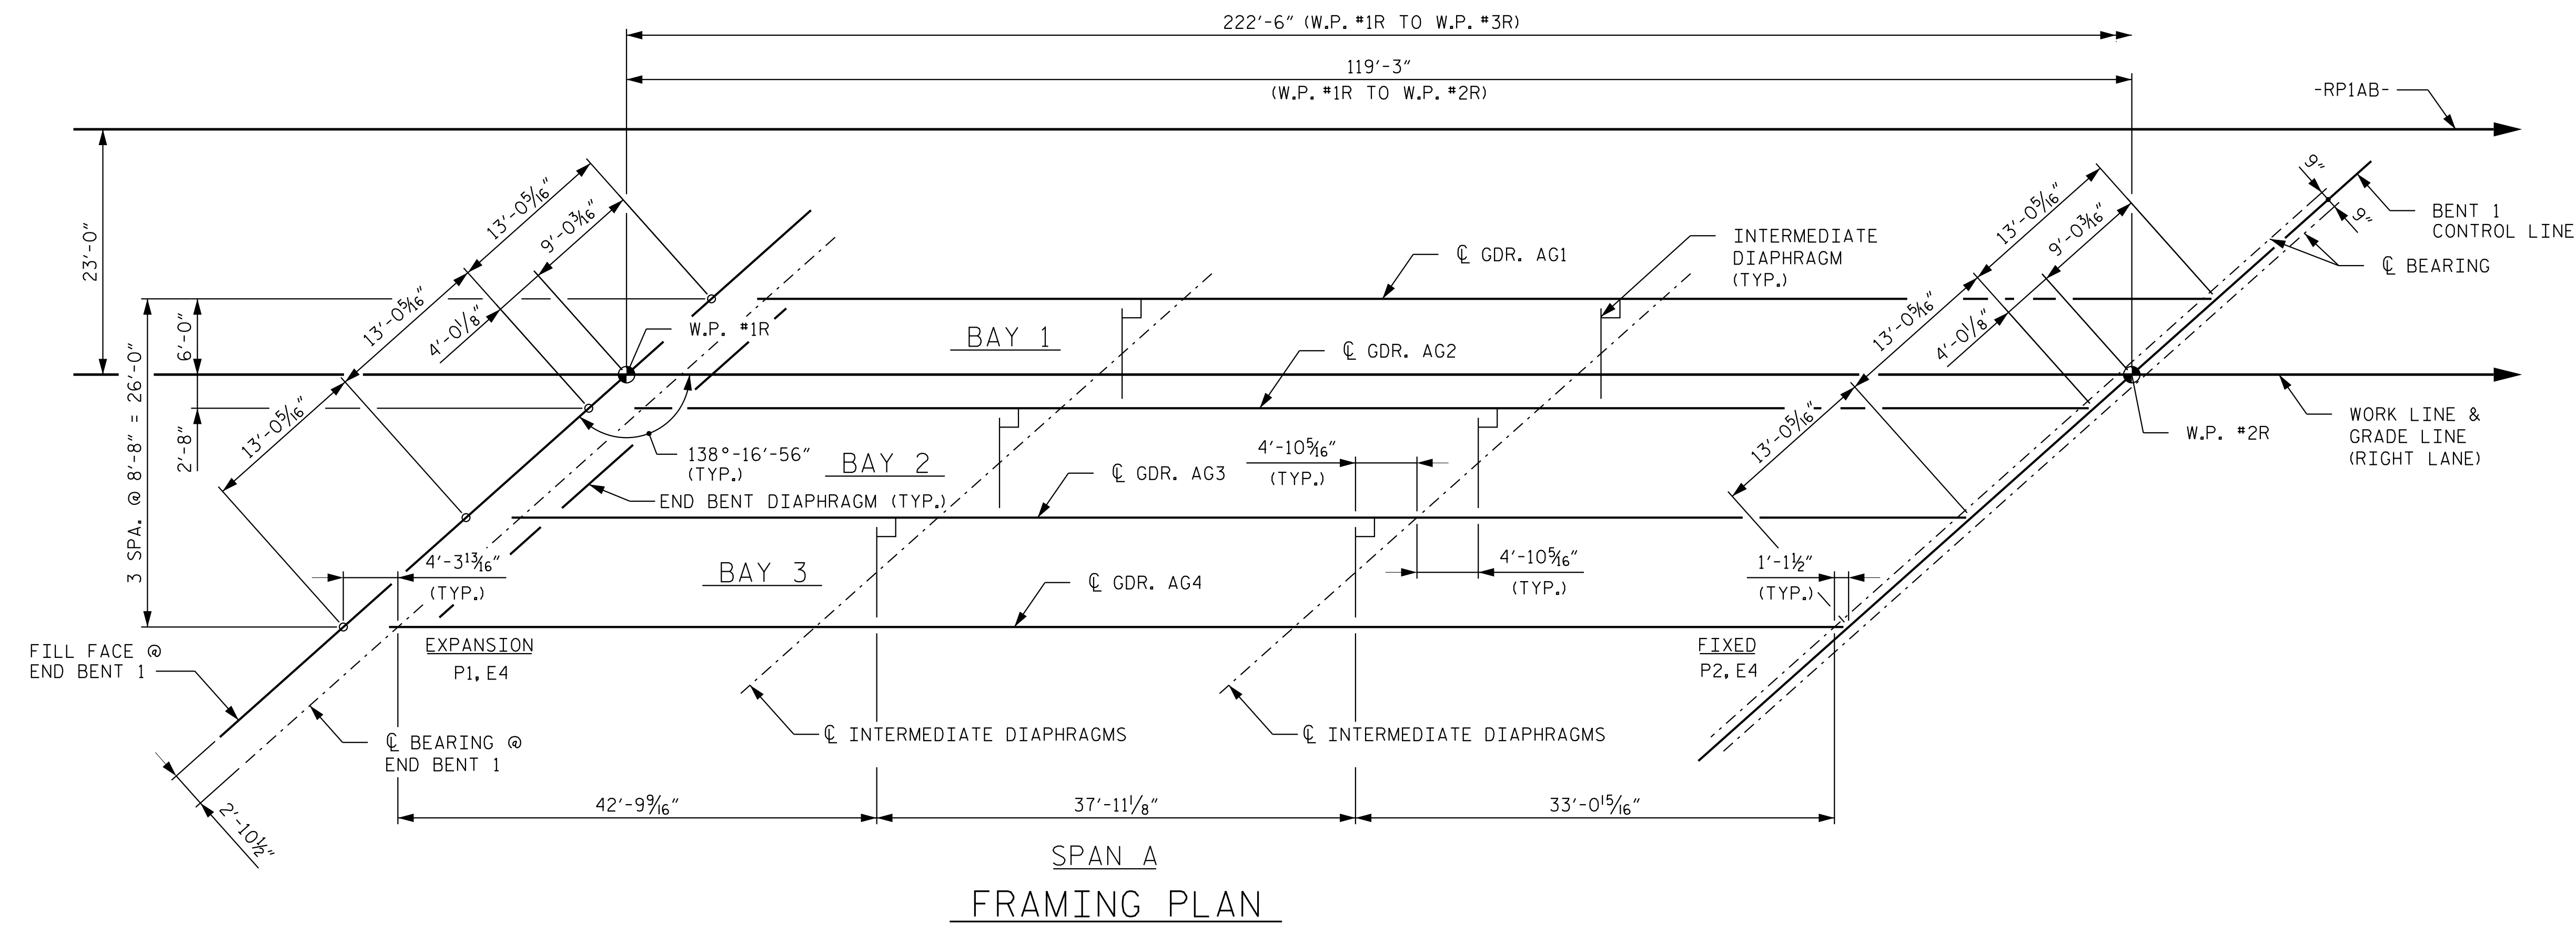 222'-6" (W.P. #1R TO W.P. #3R)
119'-3"
(W.P. #1R TO W.P. #2R)
-RP1AB-
23'-0"
13'-0 5/16"
9'-0 3/16"
13'-0 5/16"
4'-0 1/8"
13'-0 5/16"
3 SPA. @ 8'-8" = 26'-0"
6'-0"
2'-8"
W.P. #1R
BAY 1
℄ GDR. AG1
INTERMEDIATE
DIAPHRAGM
(TYP.)
℄ GDR. AG2
13'-0 5/16"
9'-0 3/16"
13'-0 5/16"
4'-0 1/8"
13'-0 5/16"
9"
9"
BENT 1
CONTROL LINE
℄ BEARING
W.P. #2R
WORK LINE &
GRADE LINE
(RIGHT LANE)
138°-16'-56"
(TYP.)
BAY 2
END BENT DIAPHRAGM (TYP.)
℄ GDR. AG3
4'-10 5/16"
(TYP.)
4'-3 13/16"
(TYP.)
BAY 3
℄ GDR. AG4
4'-10 5/16"
(TYP.)
1'-1 1/2"
(TYP.)
FILL FACE @
END BENT 1
EXPANSION
P1, E4
FIXED
P2, E4
℄ BEARING @
END BENT 1
℄ INTERMEDIATE DIAPHRAGMS
℄ INTERMEDIATE DIAPHRAGMS
2'-10 1/2"
42'-9 9/16"
37'-11 1/8"
33'-0 15/16"
SPAN A
FRAMING PLAN